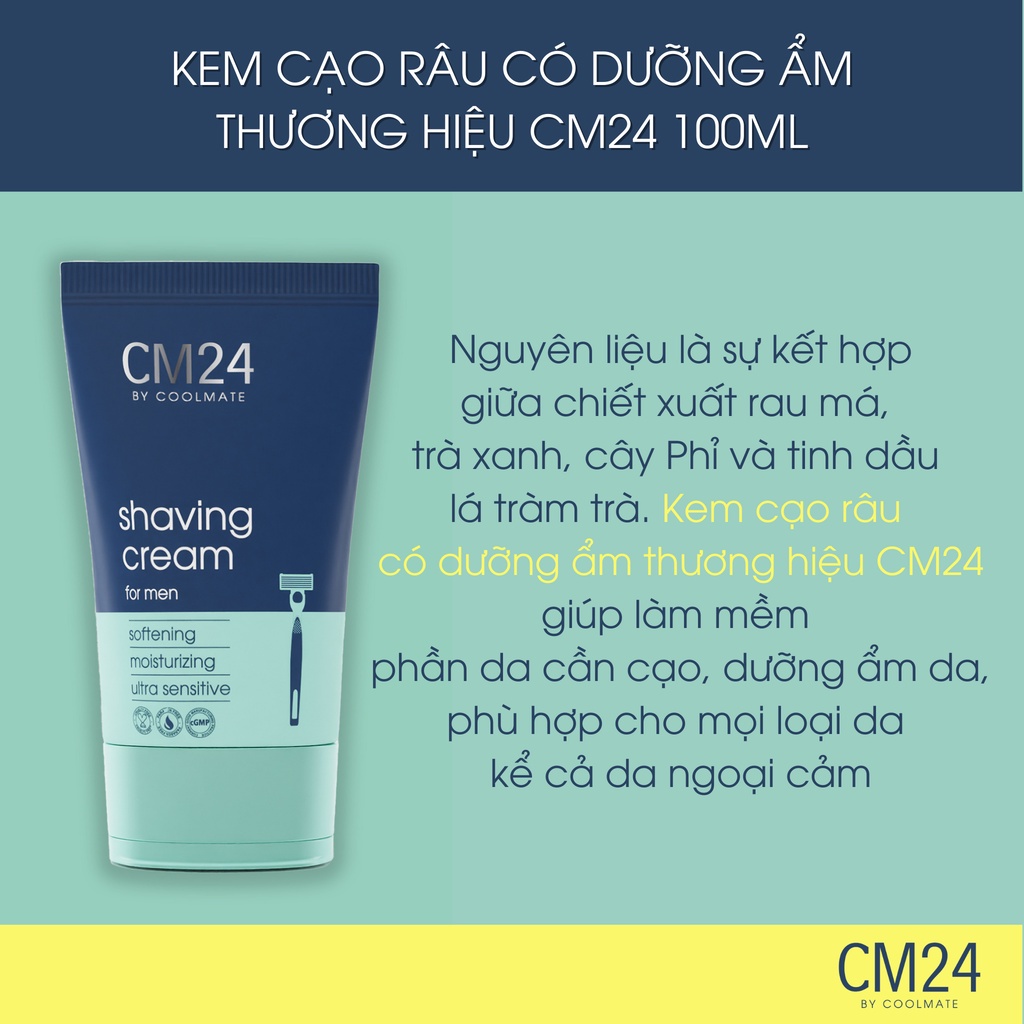 KEM CẠO RÂU CÓ DƯỠNG ẨM
THƯƠNG HIỆU CM24 100ML
CM24
BY COOLMATE
shaving
cream
for men
softening
moisturizing
ultra sensitive
cGMP
Nguyên liệu là sự kết hợp
giữa chiết xuất rau má,
trà xanh, cây Phỉ và tinh dầu
lá tràm trà. Kem cạo râu
có dưỡng ẩm thương hiệu CM24
giúp làm mềm
phần da cần cạo, dưỡng ẩm da,
phù hợp cho mọi loại da
kể cả da ngoại cảm
CM24
BY COOLMATE